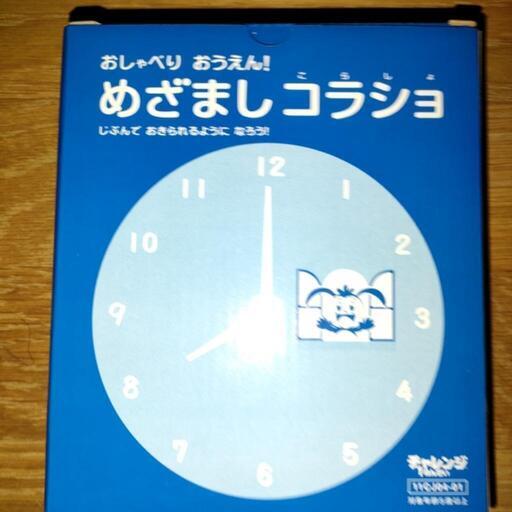 おしゃべり おうえん!
こらしょ
めざまし コラショ
じぶんで おきられるように なろう!
12
11
1
10
2
9
3
8
4
7
5
6
チャレンジ
11CJ04-01